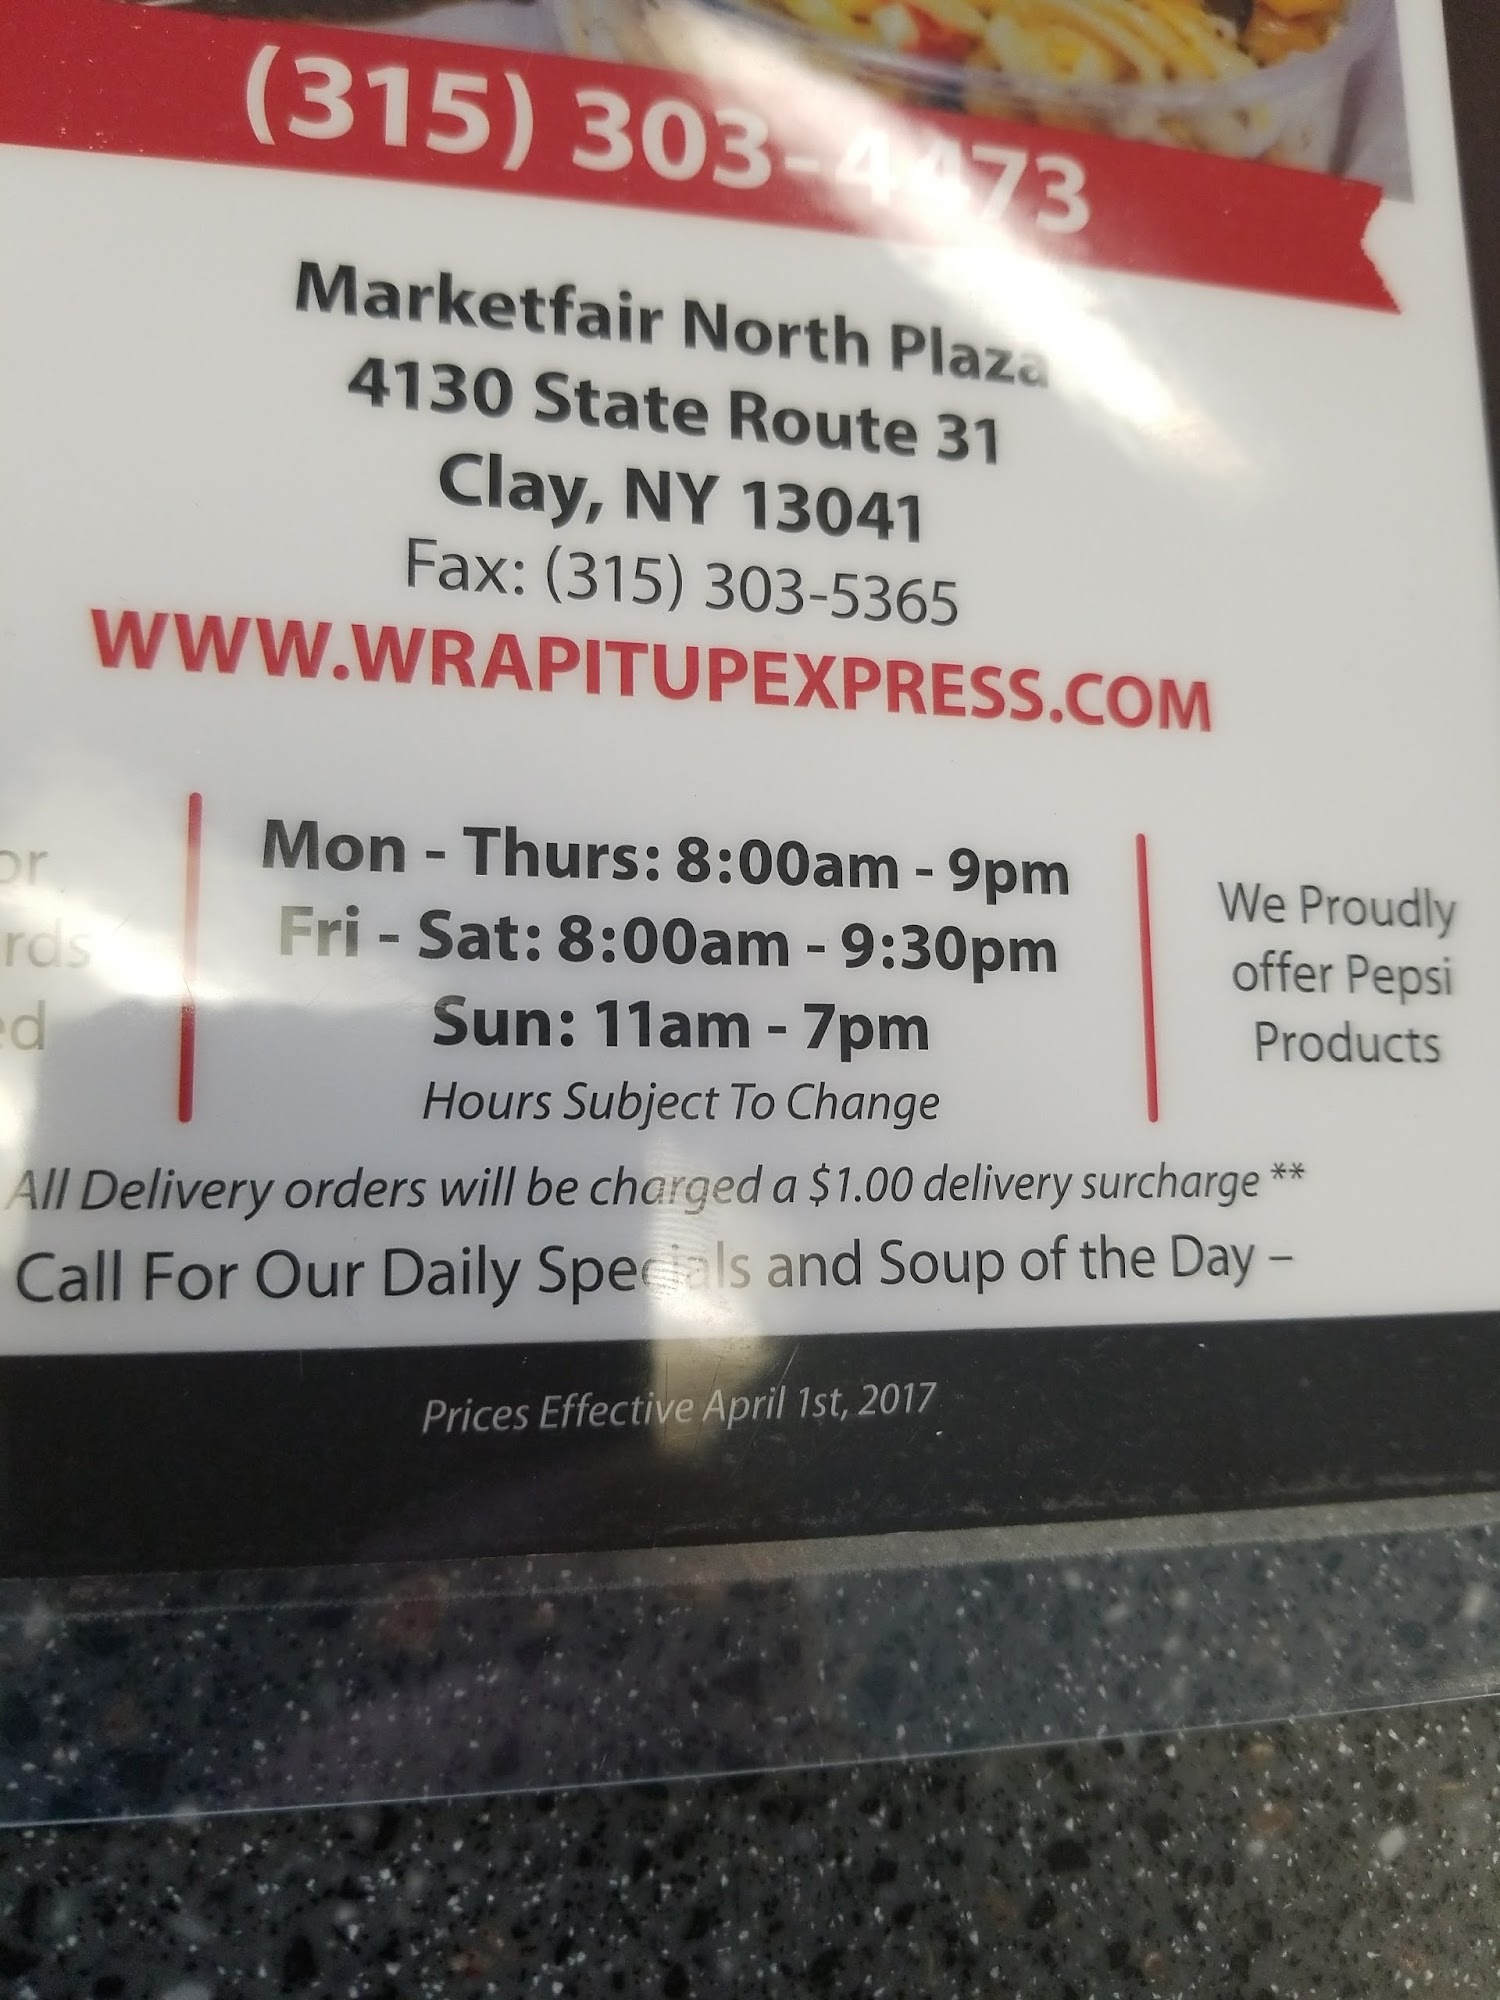 (315) 303-4473
Marketfair North Plaza
4130 State Route 31
Clay, NY 13041
Fax: (315) 303-5365
WWW.WRAPITUPEXPRESS.COM
Mon - Thurs: 8:00am - 9pm
Fri - Sat: 8:00am - 9:30pm
Sun: 11am - 7pm
Hours Subject To Change
We Proudly
offer Pepsi
Products
All Delivery orders will be charged a $1.00 delivery surcharge **
Call For Our Daily Specials and Soup of the Day –
Prices Effective April 1st, 2017